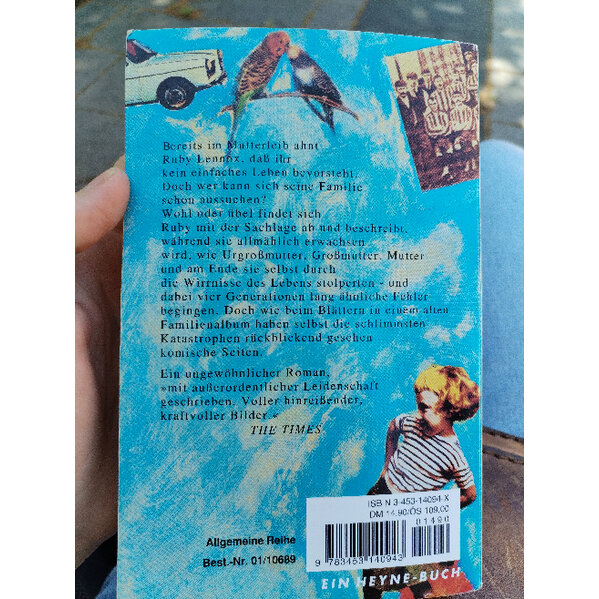 Bereits im Mutterleib ahnt
Ruby Lennox, daß ihr
kein einfaches Leben bevorsteht.
Doch wer kann sich seine Familie
schon aussuchen?
Wohl oder übel findet sich
Ruby mit der Sachlage ab und beschreibt,
während sie allmählich erwachsen
wird, wie Urgroßmutter, Großmutter, Mutter
und am Ende sie selbst durch
die Wirrnisse des Lebens stolperten - und
dabei vier Generationen lang ähnliche Fehler
begingen. Doch wie beim Blättern in einem alten
Familienalbum haben selbst die schlimmsten
Katastrophen rückblickend gesehen
komische Seiten.
Ein ungewöhnlicher Roman,
»mit außerordentlicher Leidenschaft
geschrieben. Voller hinreißender,
kraftvoller Bilder.«
THE TIMES
ISBN 3-453-14094-X
DM 14.90/ÖS 109,00
01490
9 783453 140943
Allgemeine Reihe
Best.-Nr. 01/10689
EIN HEYNE-BUCH